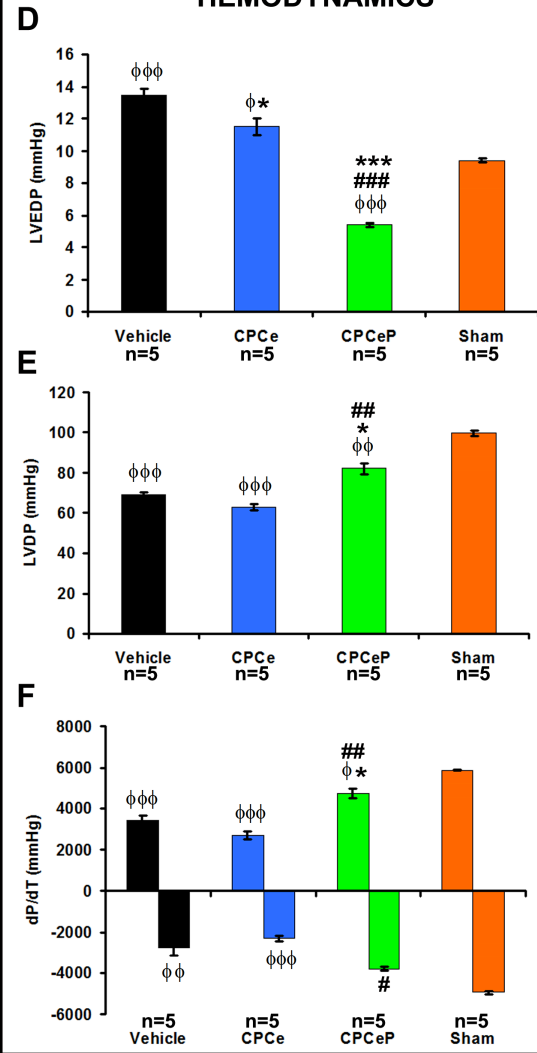 HEMODYNAMICS
D
LVEDP (mmHg)
16
14
12
10
8
6
4
2
0
ϕϕϕ
ϕ*
***
###
ϕϕϕ
Vehicle CPCe CPCeP Sham
n=5 n=5 n=5 n=5
E
LVDP (mmHg)
120
100
80
60
40
20
0
ϕϕϕ
ϕϕϕ
##
*
ϕϕ
Vehicle CPCe CPCeP Sham
n=5 n=5 n=5 n=5
F
dP/dT (mmHg)
8000
6000
4000
2000
0
-2000
-4000
-6000
ϕϕϕ
ϕϕϕ
##
ϕ*
ϕϕ
ϕϕϕ
#
n=5 n=5 n=5 n=5
Vehicle CPCe CPCeP Sham